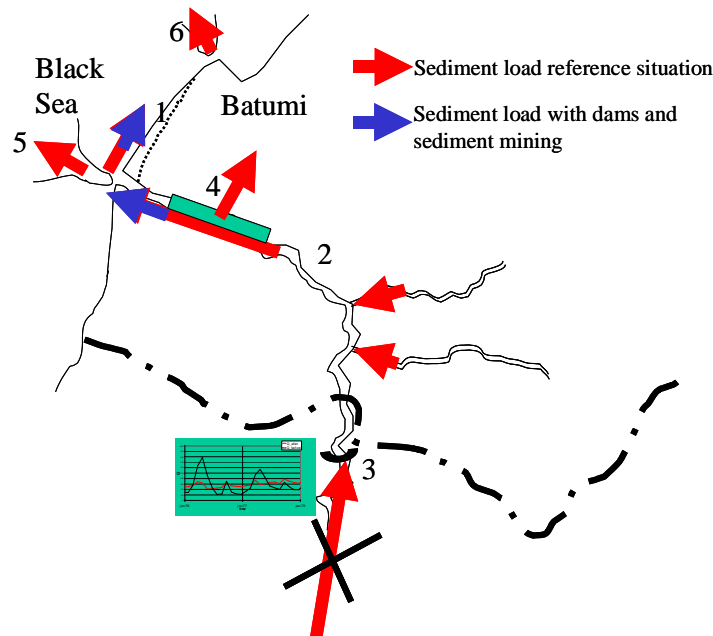 6
Black
Sea
Batumi
Sediment load reference situation
Sediment load with dams and
sediment mining
1
5
4
2
3